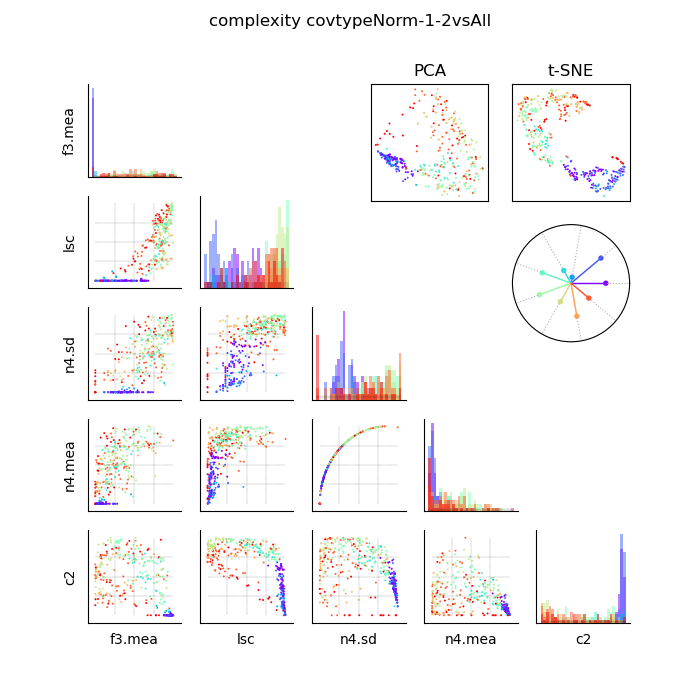 complexity covtypeNorm-1-2vsAll
PCA
t-SNE
f3.mea
lsc
n4.sd
n4.mea
c2
f3.mea
lsc
n4.sd
n4.mea
c2